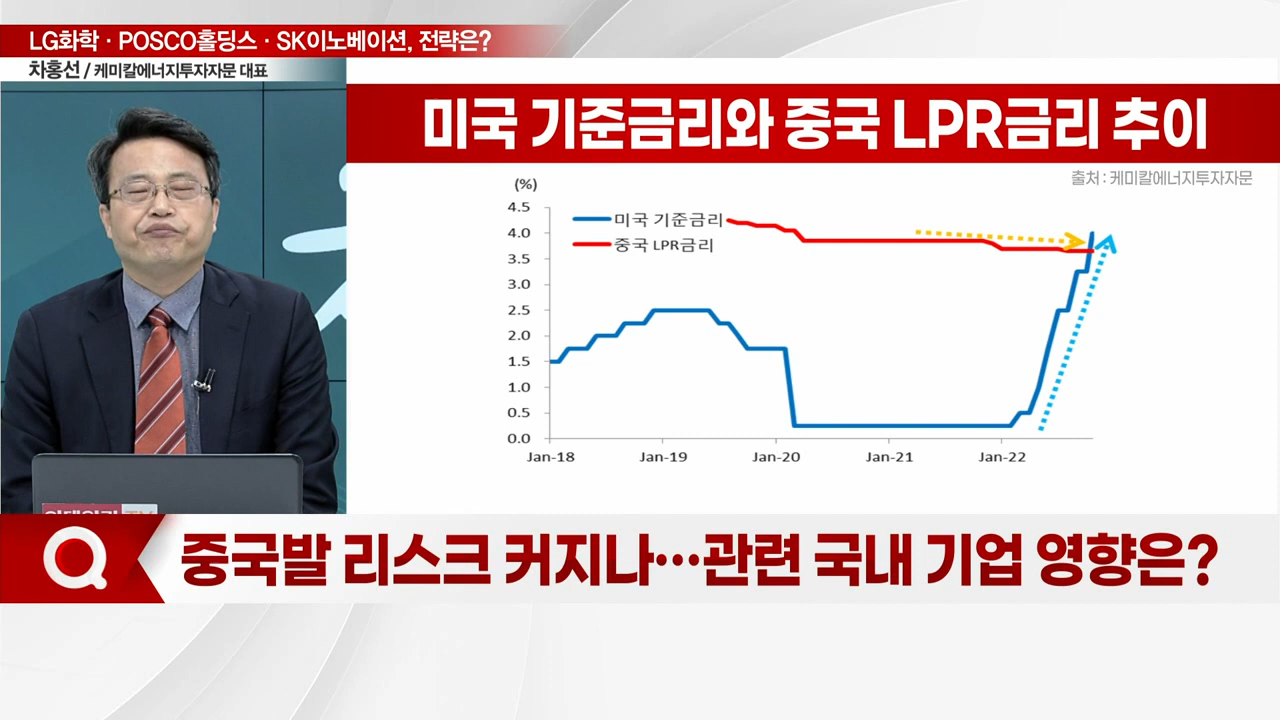 LG화학 · POSCO홀딩스 · SK이노베이션, 전략은?
차홍선 / 케미칼에너지투자자문 대표
미국 기준금리와 중국 LPR금리 추이
출처 : 케미칼에너지투자자문
(%)
4.5
4.0
3.5
3.0
2.5
2.0
1.5
1.0
0.5
0.0
미국 기준금리
중국 LPR금리
Jan-18 Jan-19 Jan-20 Jan-21 Jan-22
Q 중국발 리스크 커지나…관련 국내 기업 영향은?